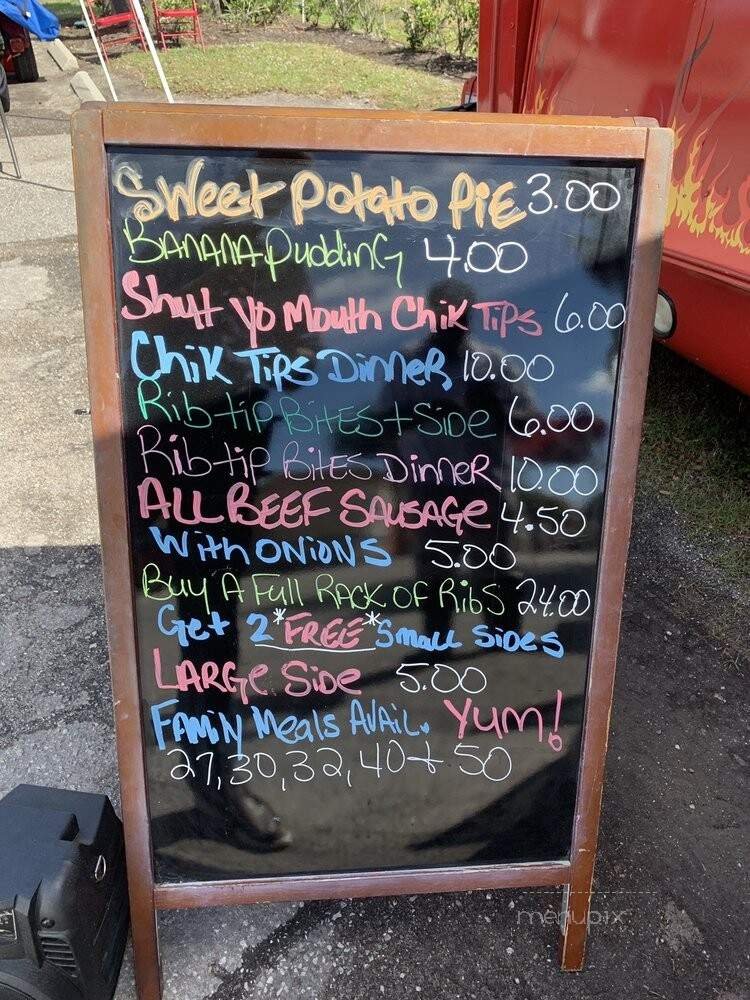 Sweet Potato Pie 3.00
Banana Pudding 4.00
Shut Yo Mouth Chik Tips 6.00
Chik Tips Dinner 10.00
Rib-tip Bites + Side 6.00
Rib-tip Bites Dinner 10.00
ALL BEEF SAUSAGE 4.50
With ONIONS 5.00
Buy A Full Rack of Ribs 24.00
Get 2 *FREE* Small Sides
LARGE Side 5.00
Family Meals Avail. Yum!
27, 30, 32, 40 + 50
menupix